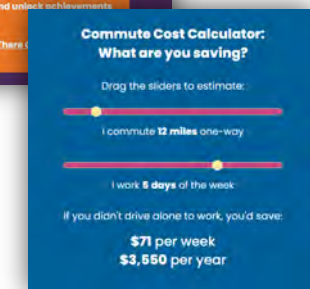 nd unlock achievements
There
Commute Cost Calculator:
What are you saving?
Drag the sliders to estimate:
I commute 12 miles one-way
I work 5 days of the week
If you didn't drive alone to work, you'd save:
$71 per week
$3,550 per year